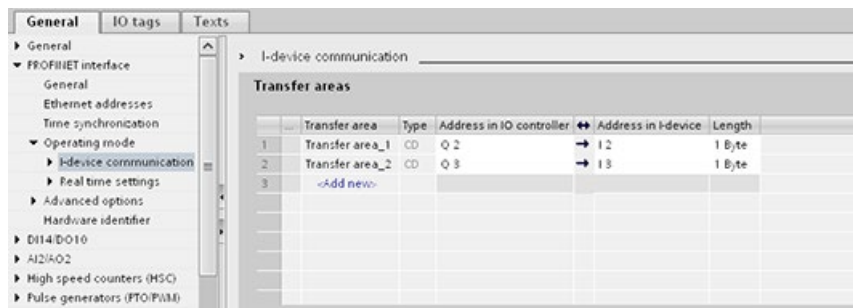 General IO tags Texts
General
PROFINET interface
General
Ethernet addresses
Time synchronization
Operating mode
I-device communication
Real time settings
Advanced options
Hardware identifier
DI14/DO10
AI2/AO2
High speed counters (HSC)
Pulse generators (PTO/PWM)
I-device communication
Transfer areas
... Transfer area Type Address in IO controller ↔ Address in I-device Length
1 Transfer area_1 CD Q 2 → I 2 1 Byte
2 Transfer area_2 CD Q 3 → I 3 1 Byte
3 <Add new>